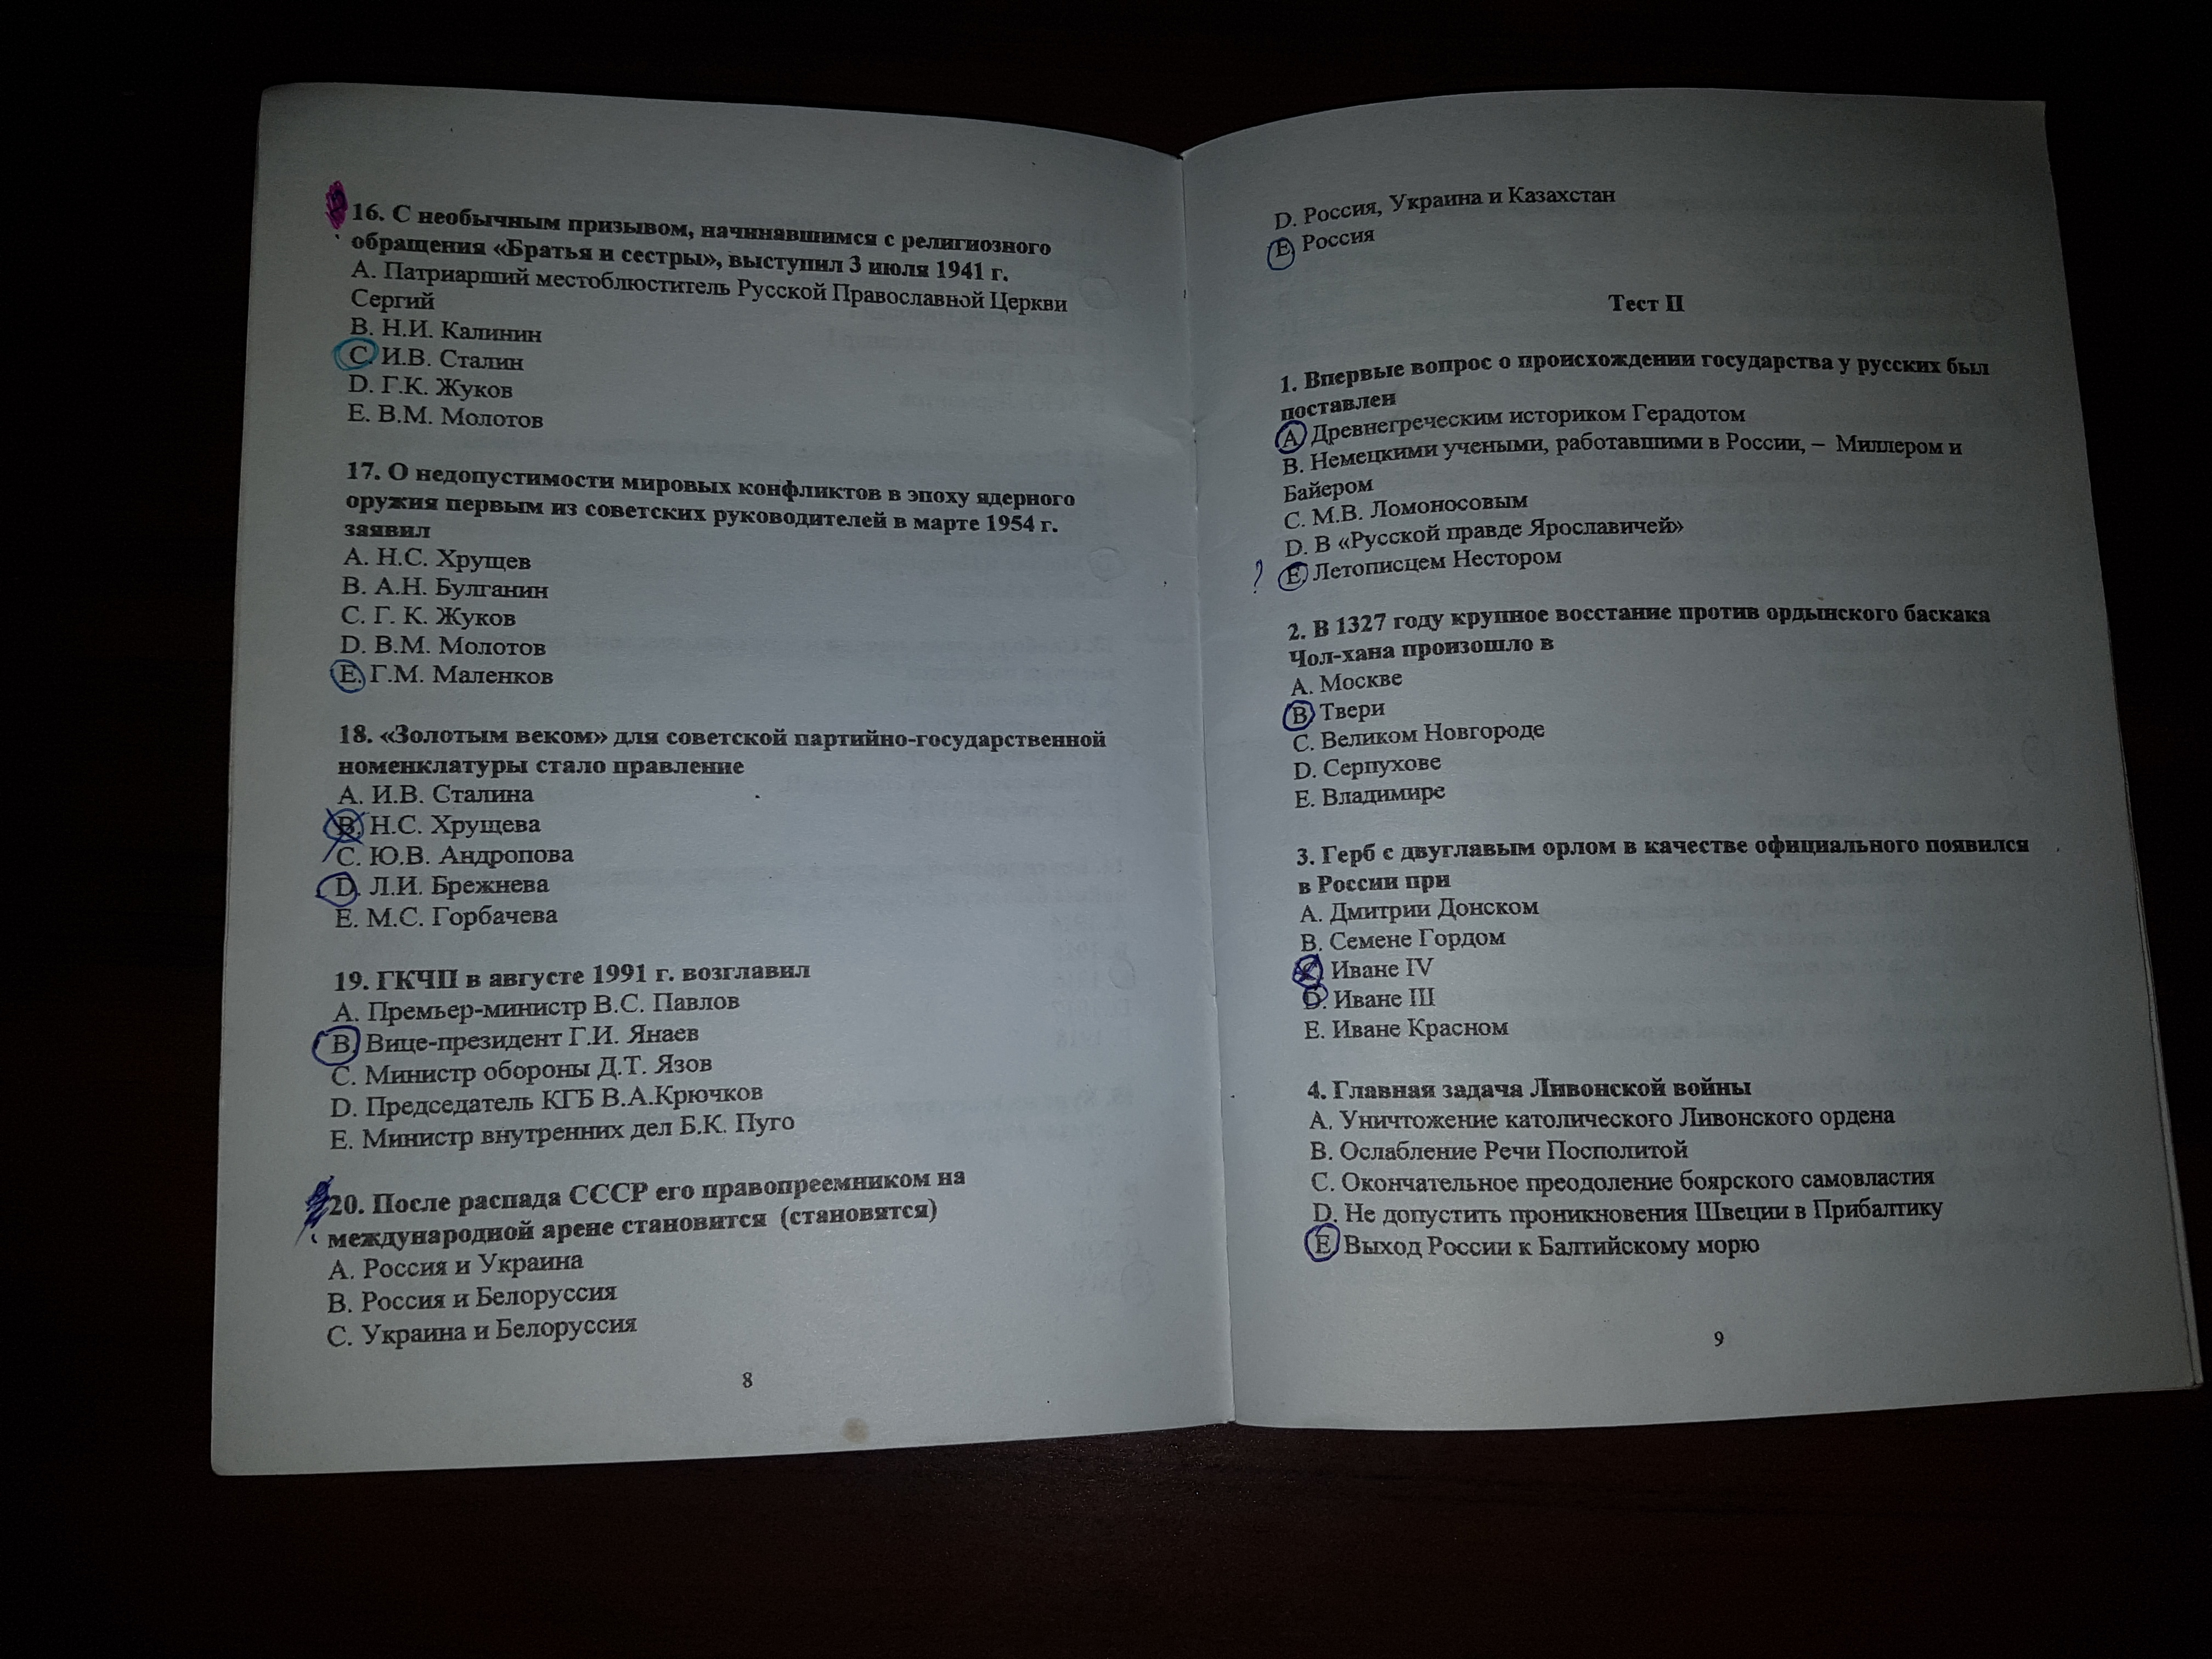 16. С необычным призывом, начинавшимся с религиозного
обращения «Братья и сестры», выступил 3 июля 1941 г.
А. Патриарший местоблюститель Русской Православной Церкви
Сергий
В. Н.И. Калинин
С. И.В. Сталин
D. Г.К. Жуков
Е. В.М. Молотов
17. О недопустимости мировых конфликтов в эпоху ядерного
оружия первым из советских руководителей в марте 1954 г.
заявил
А. Н.С. Хрущев
В. А.Н. Булганин
С. Г. К. Жуков
D. В.М. Молотов
Е. Г.М. Маленков
18. «Золотым веком» для советской партийно-государственной
номенклатуры стало правление
А. И.В. Сталина
В. Н.С. Хрущева
С. Ю.В. Андропова
D. Л.И. Брежнева
Е. М.С. Горбачева
19. ГКЧП в августе 1991 г. возглавил
А. Премьер-министр В.С. Павлов
В. Вице-президент Г.И. Янаев
С. Министр обороны Д.Т. Язов
D. Председатель КГБ В.А.Крючков
Е. Министр внутренних дел Б.К. Пуго
20. После распада СССР его правопреемником на
международной арене становится (становятся)
А. Россия и Украина
В. Россия и Белоруссия
С. Украина и Белоруссия
8
D. Россия, Украина и Казахстан
Е. Россия
Тест II
1. Впервые вопрос о происхождении государства у русских был
поставлен
А. Древнегреческим историком Герадотом
В. Немецкими учеными, работавшими в России, – Миллером и
Байером
С. М.В. Ломоносовым
D. В «Русской правде Ярославичей»
? Е. Летописцем Нестором
2. В 1327 году крупное восстание против ордынского баскака
Чол-хана произошло в
А. Москве
В. Твери
С. Великом Новгороде
D. Серпухове
Е. Владимире
3. Герб с двуглавым орлом в качестве официального появился
в России при
А. Дмитрии Донском
В. Семене Гордом
С. Иване IV
D. Иване III
Е. Иване Красном
4. Главная задача Ливонской войны
А. Уничтожение католического Ливонского ордена
В. Ослабление Речи Посполитой
С. Окончательное преодоление боярского самовластия
D. Не допустить проникновения Швеции в Прибалтику
Е. Выход России к Балтийскому морю
9